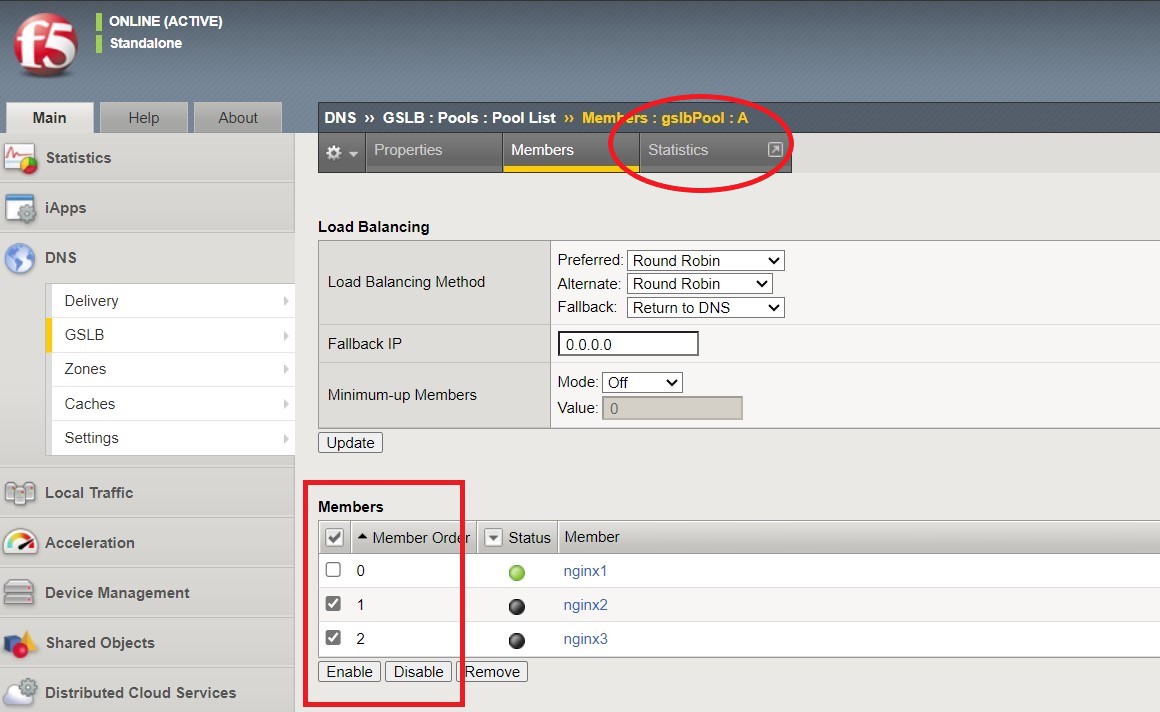 f5
ONLINE (ACTIVE)
Standalone
Main
Help
About
Statistics
iApps
DNS
Delivery
GSLB
Zones
Caches
Settings
Local Traffic
Acceleration
Device Management
Shared Objects
Distributed Cloud Services
DNS ›› GSLB : Pools : Pool List ›› Members : gslbPool : A
Properties
Members
Statistics
Load Balancing
Load Balancing Method
Preferred: Round Robin
Alternate: Round Robin
Fallback: Return to DNS
Fallback IP
0.0.0.0
Minimum-up Members
Mode: Off
Value: 0
Update
Members
Member Order Status Member
0 nginx1
1 nginx2
2 nginx3
Enable Disable Remove